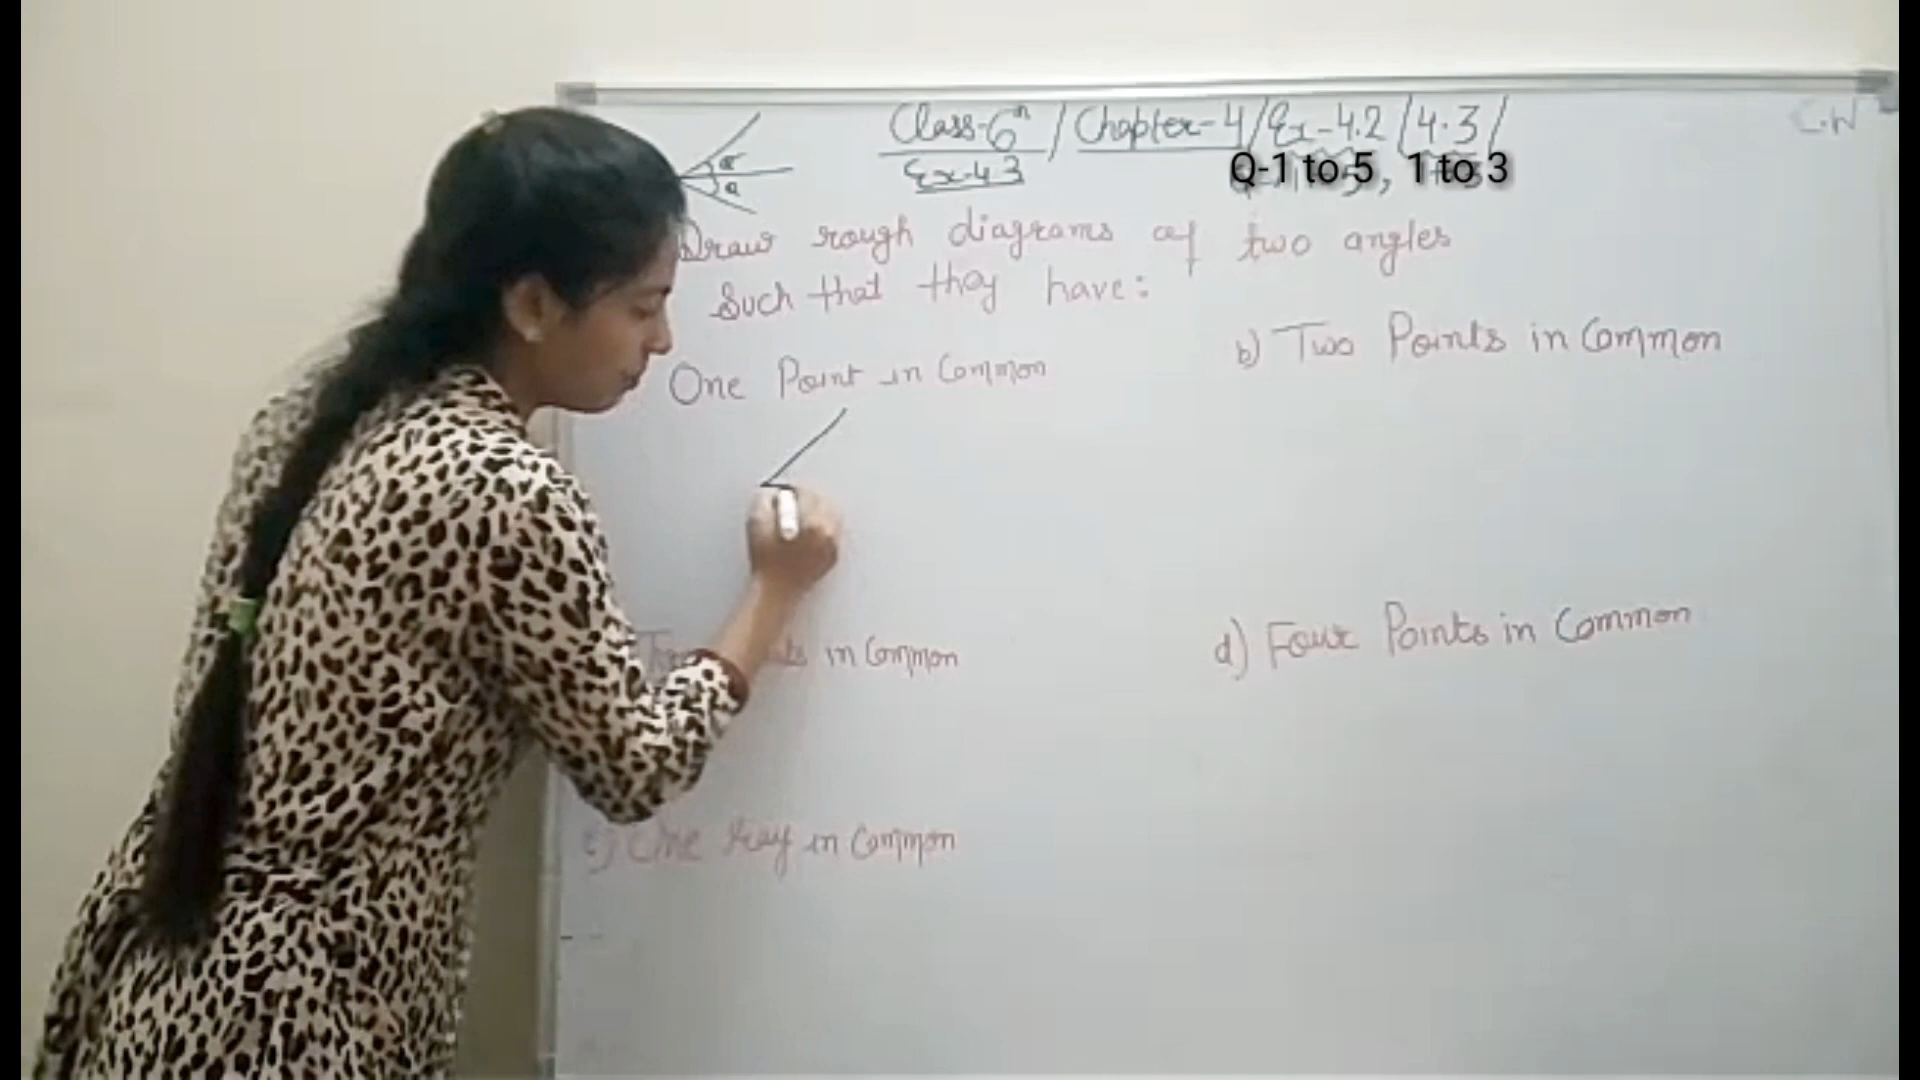 Class-6th / Chapter-4 / Ex-4.2 / 4.3 /
Ex-4.3
Q-1 to 5, 1 to 3
C.W
Draw rough diagrams of two angles
Such that they have:
One Point in Common
b) Two Points in Common
in Common
d) Four Points in Common
e) One Ray in Common